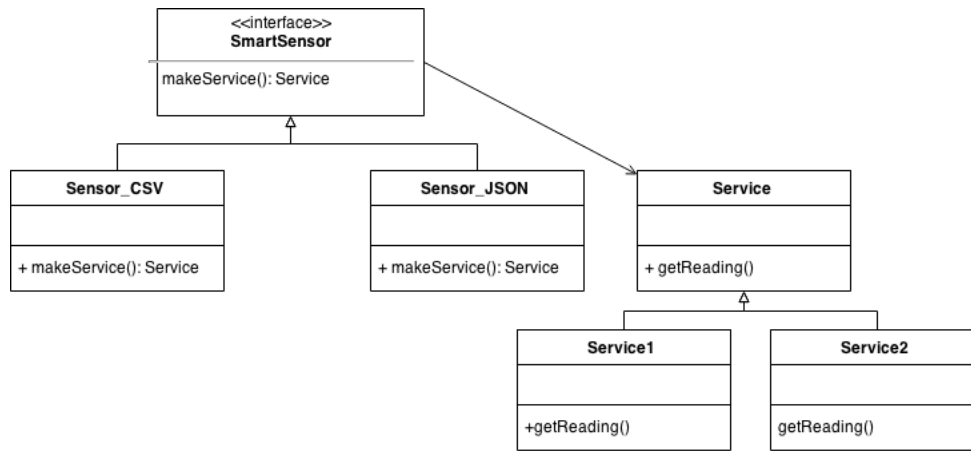 <<interface>>
SmartSensor
makeService(): Service
Sensor_CSV
+ makeService(): Service
Sensor_JSON
+ makeService(): Service
Service
+ getReading()
Service1
+getReading()
Service2
getReading()